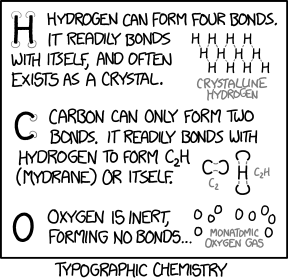 H HYDROGEN CAN FORM FOUR BONDS.
IT READILY BONDS
WITH ITSELF, AND OFTEN
EXISTS AS A CRYSTAL.
H H H H
H H H H
H H H H
CRYSTALLINE
HYDROGEN
C CARBON CAN ONLY FORM TWO
BONDS. IT READILY BONDS WITH
HYDROGEN TO FORM C2H
(MYDRANE) OR ITSELF.
C
C2
H
C2H
O OXYGEN IS INERT,
FORMING NO BONDS...
MONATOMIC
OXYGEN GAS
TYPOGRAPHIC CHEMISTRY